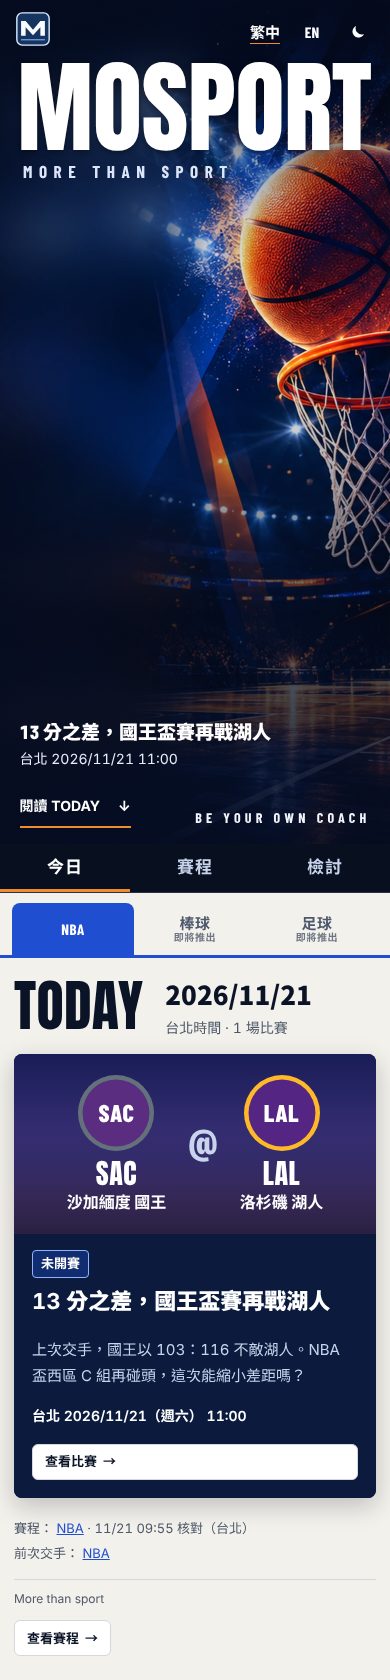 M
繁中 EN
MOSPORT
MORE THAN SPORT
13 分之差，國王盃賽再戰湖人
台北 2026/11/21 11:00
閱讀 TODAY ↓
BE YOUR OWN COACH
今日 賽程 檢討
NBA 棒球 足球
即將推出 即將推出
TODAY 2026/11/21
台北時間 · 1 場比賽
SAC @ LAL
SAC LAL
沙加緬度 國王 洛杉磯 湖人
未開賽
13 分之差，國王盃賽再戰湖人
上次交手，國王以 103：116 不敵湖人。NBA
盃西區 C 組再碰頭，這次能縮小差距嗎？
台北 2026/11/21（週六） 11:00
查看比賽 →
賽程： NBA · 11/21 09:55 核對（台北）
前次交手： NBA
More than sport
查看賽程 →